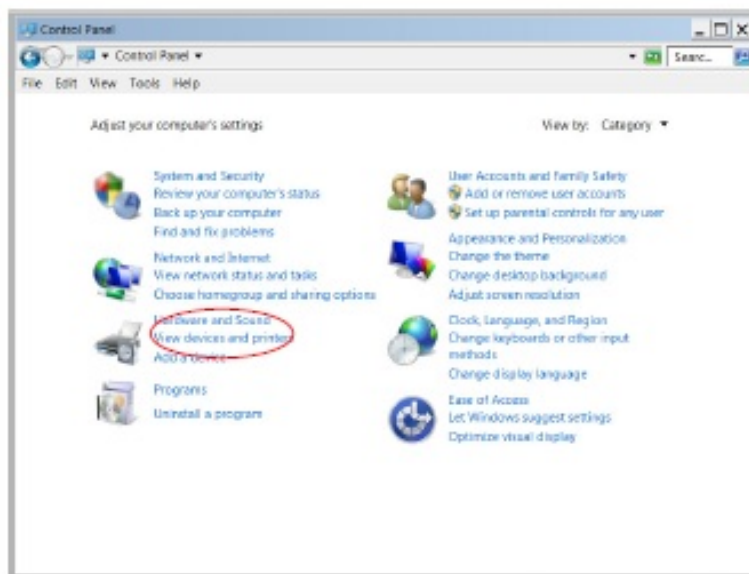 Control Panel
Control Panel
Searc...
File Edit View Tools Help
Adjust your computer's settings
View by: Category
System and Security
Review your computer's status
Back up your computer
Find and fix problems
Network and Internet
View network status and tasks
Choose homegroup and sharing options
Hardware and Sound
View devices and printers
Add a device
Programs
Uninstall a program
User Accounts and Family Safety
Add or remove user accounts
Set up parental controls for any user
Appearance and Personalization
Change the theme
Change desktop background
Adjust screen resolution
Clock, Language, and Region
Change keyboards or other input
methods
Change display language
Ease of Access
Let Windows suggest settings
Optimize visual display